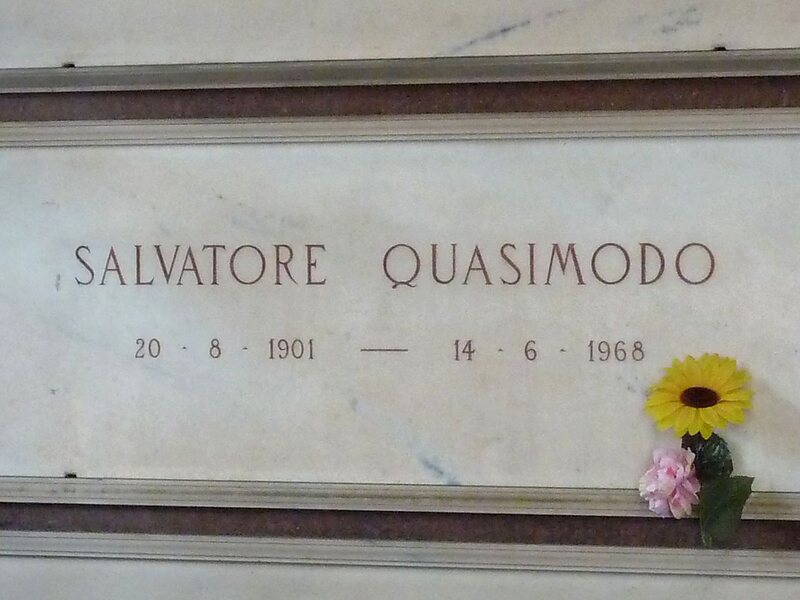 SALVATORE QUASIMODO
20 - 8 - 1901 — 14 - 6 - 1968